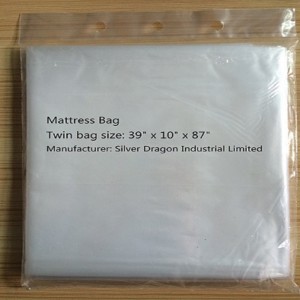 Mattress Bag
Twin bag size: 39" x 10" x 87"
Manufacturer: Silver Dragon Industrial Limited